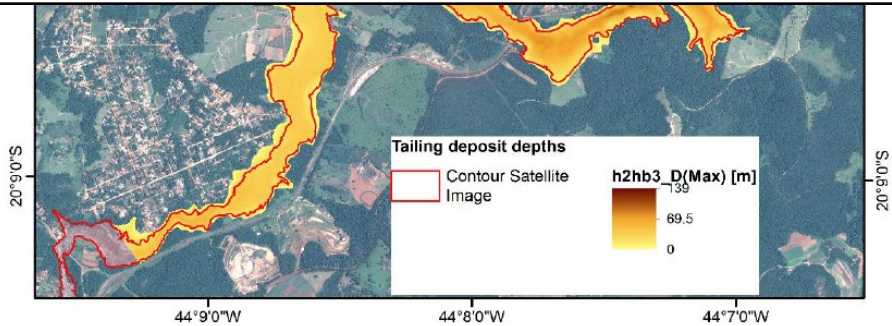 Tailing deposit depths
Contour Satellite
Image
h2hb3_D(Max) [m]
139
69.5
0
20°9'0"S
20°9'0"S
44°9'0"W
44°8'0"W
44°7'0"W